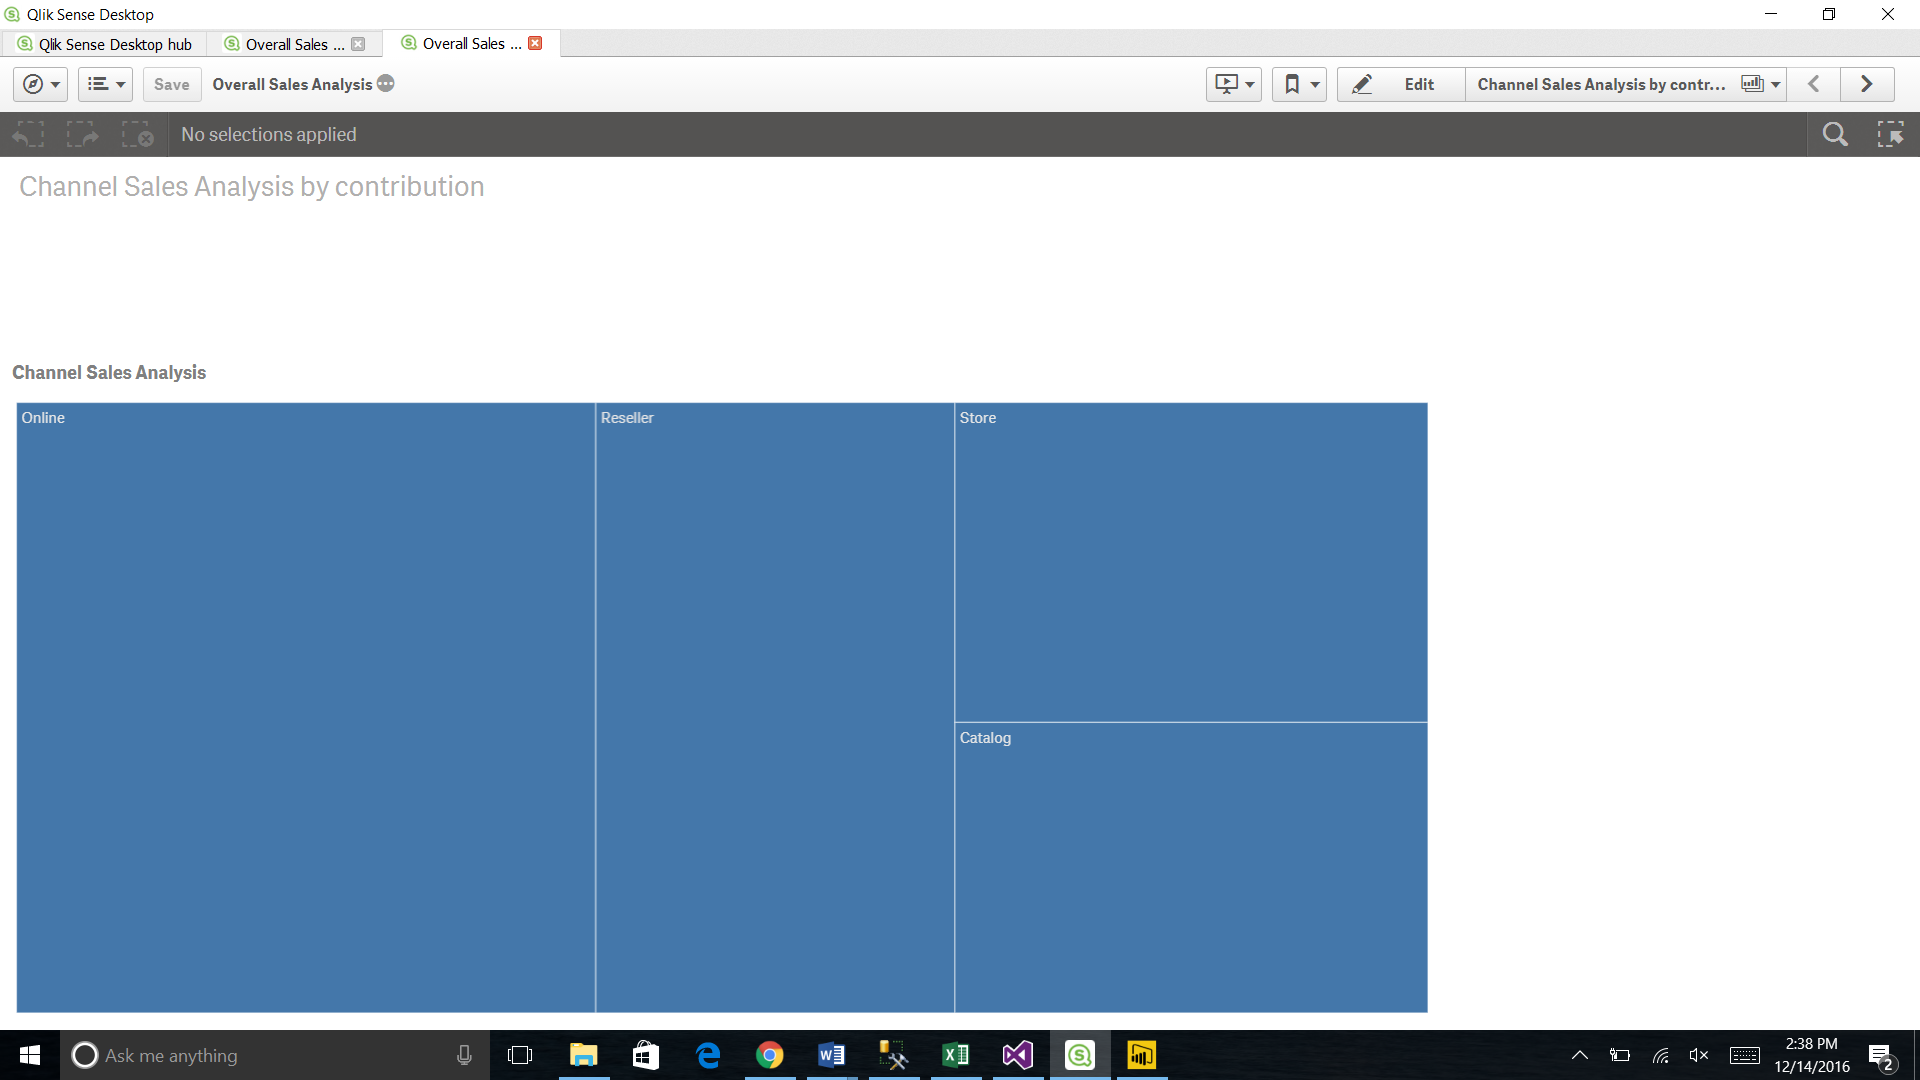 Qlik Sense Desktop
Qlik Sense Desktop hub
Overall Sales ...
Overall Sales ...
Save
Overall Sales Analysis
Edit
Channel Sales Analysis by contr...
No selections applied
Channel Sales Analysis by contribution
Channel Sales Analysis
Online
Reseller
Store
Catalog
Ask me anything
2:38 PM
12/14/2016
2